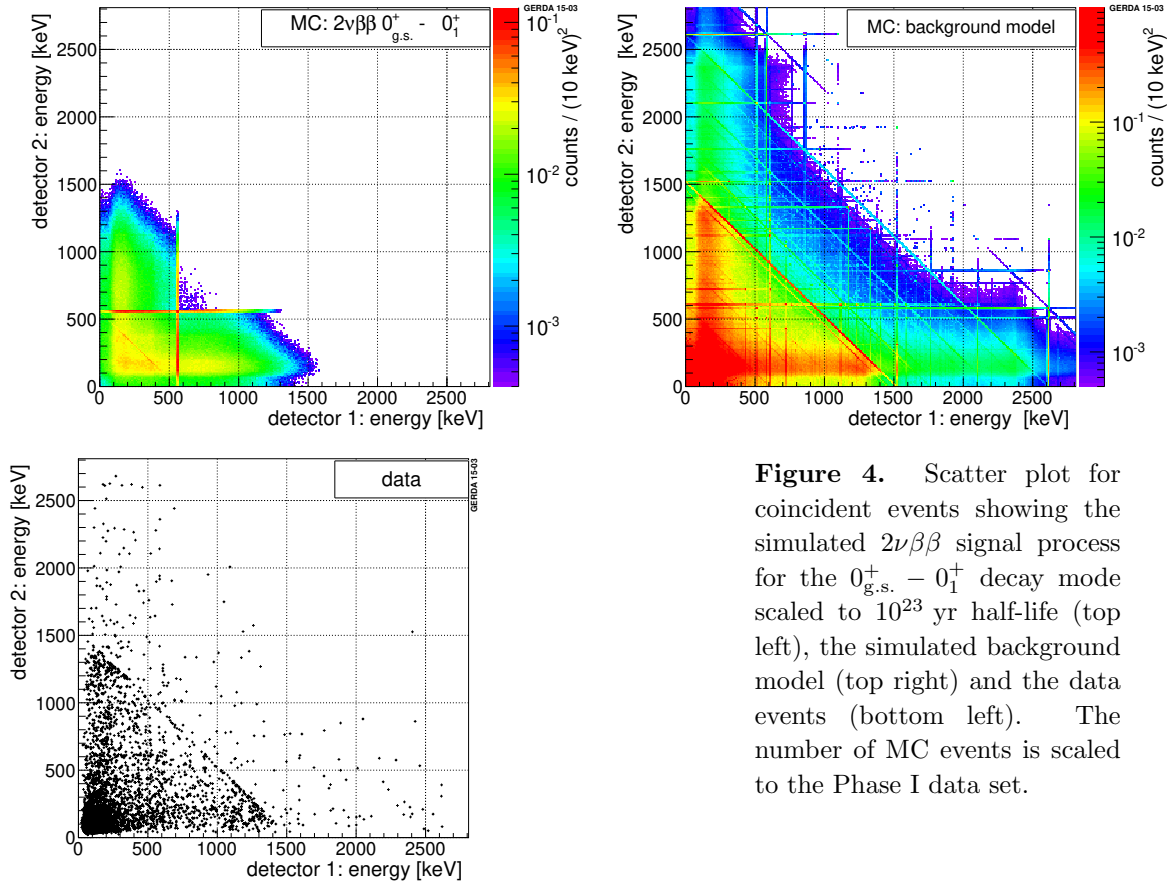 MC: 2νββ 0⁺g.s. - 0⁺₁
detector 2: energy [keV]
2500
2000
1500
1000
500
0
0 500 1000 1500 2000 2500
detector 1: energy [keV]
10⁻¹
10⁻²
10⁻³
counts / (10 keV)²
GERDA 15-03
MC: background model
detector 2: energy [keV]
2500
2000
1500
1000
500
0
0 500 1000 1500 2000 2500
detector 1: energy [keV]
10⁻¹
10⁻²
10⁻³
counts / (10 keV)²
GERDA 15-03
data
detector 2: energy [keV]
2500
2000
1500
1000
500
0
0 500 1000 1500 2000 2500
detector 1: energy [keV]
GERDA 15-03
Figure 4. Scatter plot for
coincident events showing the
simulated 2νββ signal process
for the 0⁺g.s. − 0⁺₁ decay mode
scaled to 10²³ yr half-life (top
left), the simulated background
model (top right) and the data
events (bottom left). The
number of MC events is scaled
to the Phase I data set.